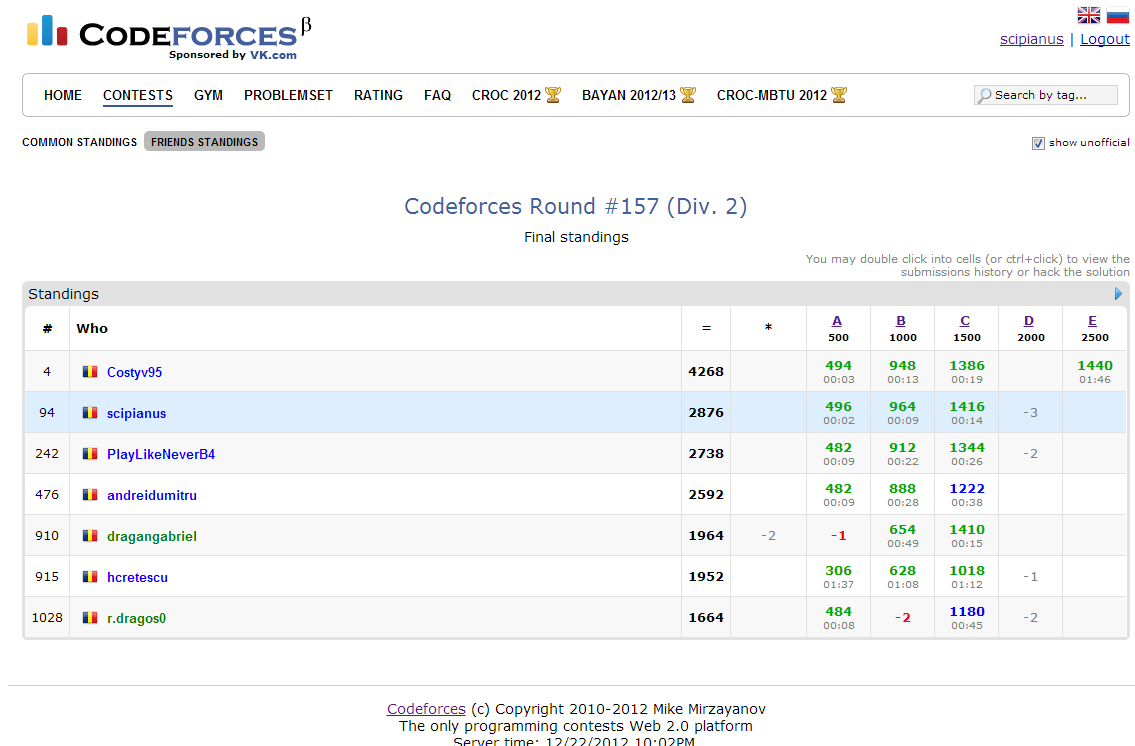 CODEFORCES β
Sponsored by VK.com
scipianus | Logout
HOME CONTESTS GYM PROBLEMSET RATING FAQ CROC 2012 BAYAN 2012/13 CROC-MBTU 2012 Search by tag...
COMMON STANDINGS FRIENDS STANDINGS show unofficial
Codeforces Round #157 (Div. 2)
Final standings
You may double click into cells (or ctrl+click) to view the
submissions history or hack the solution
Standings
# Who = * A B C D E
500 1000 1500 2000 2500
4 Costyv95 4268 494 948 1386 1440
00:03 00:13 00:19 01:46
94 scipianus 2876 496 964 1416 -3
00:02 00:09 00:14
242 PlayLikeNeverB4 2738 482 912 1344 -2
00:09 00:22 00:26
476 andreidumitru 2592 482 888 1222
00:09 00:28 00:38
910 dragangabriel 1964 -2 -1 654 1410
00:49 00:15
915 hcretescu 1952 306 628 1018 -1
01:37 01:08 01:12
1028 r.dragos0 1664 484 -2 1180 -2
00:08 00:45
Codeforces (c) Copyright 2010-2012 Mike Mirzayanov
The only programming contests Web 2.0 platform
Server time: 12/22/2012 10:02PM